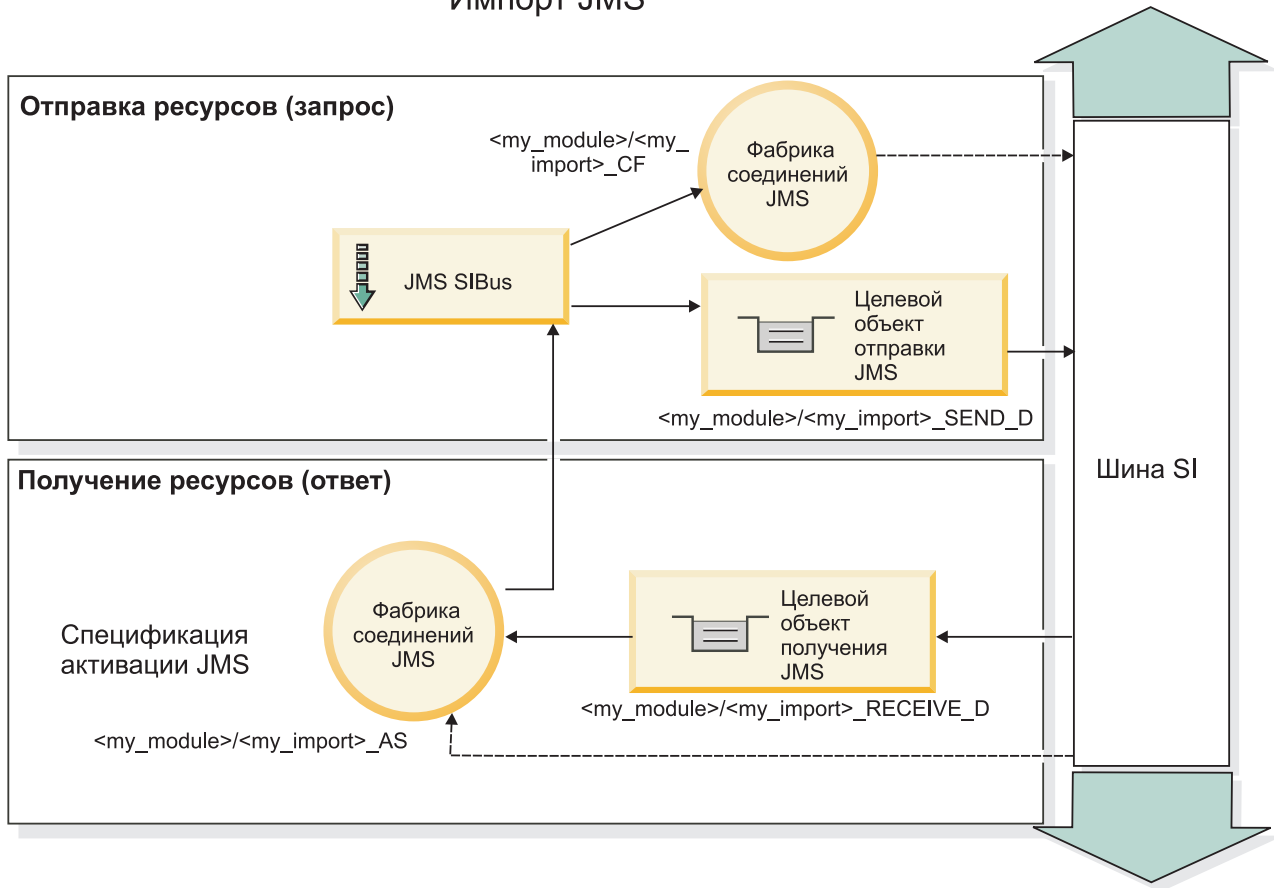 Импорт JMS
Отправка ресурсов (запрос)
<my_module>/<my_
import>_CF
Фабрика
соединений
JMS
JMS SIBus
Целевой
объект
отправки
JMS
<my_module>/<my_import>_SEND_D
Шина SI
Получение ресурсов (ответ)
Спецификация
активации JMS
Фабрика
соединений
JMS
Целевой
объект
получения
JMS
<my_module>/<my_import>_RECEIVE_D
<my_module>/<my_import>_AS